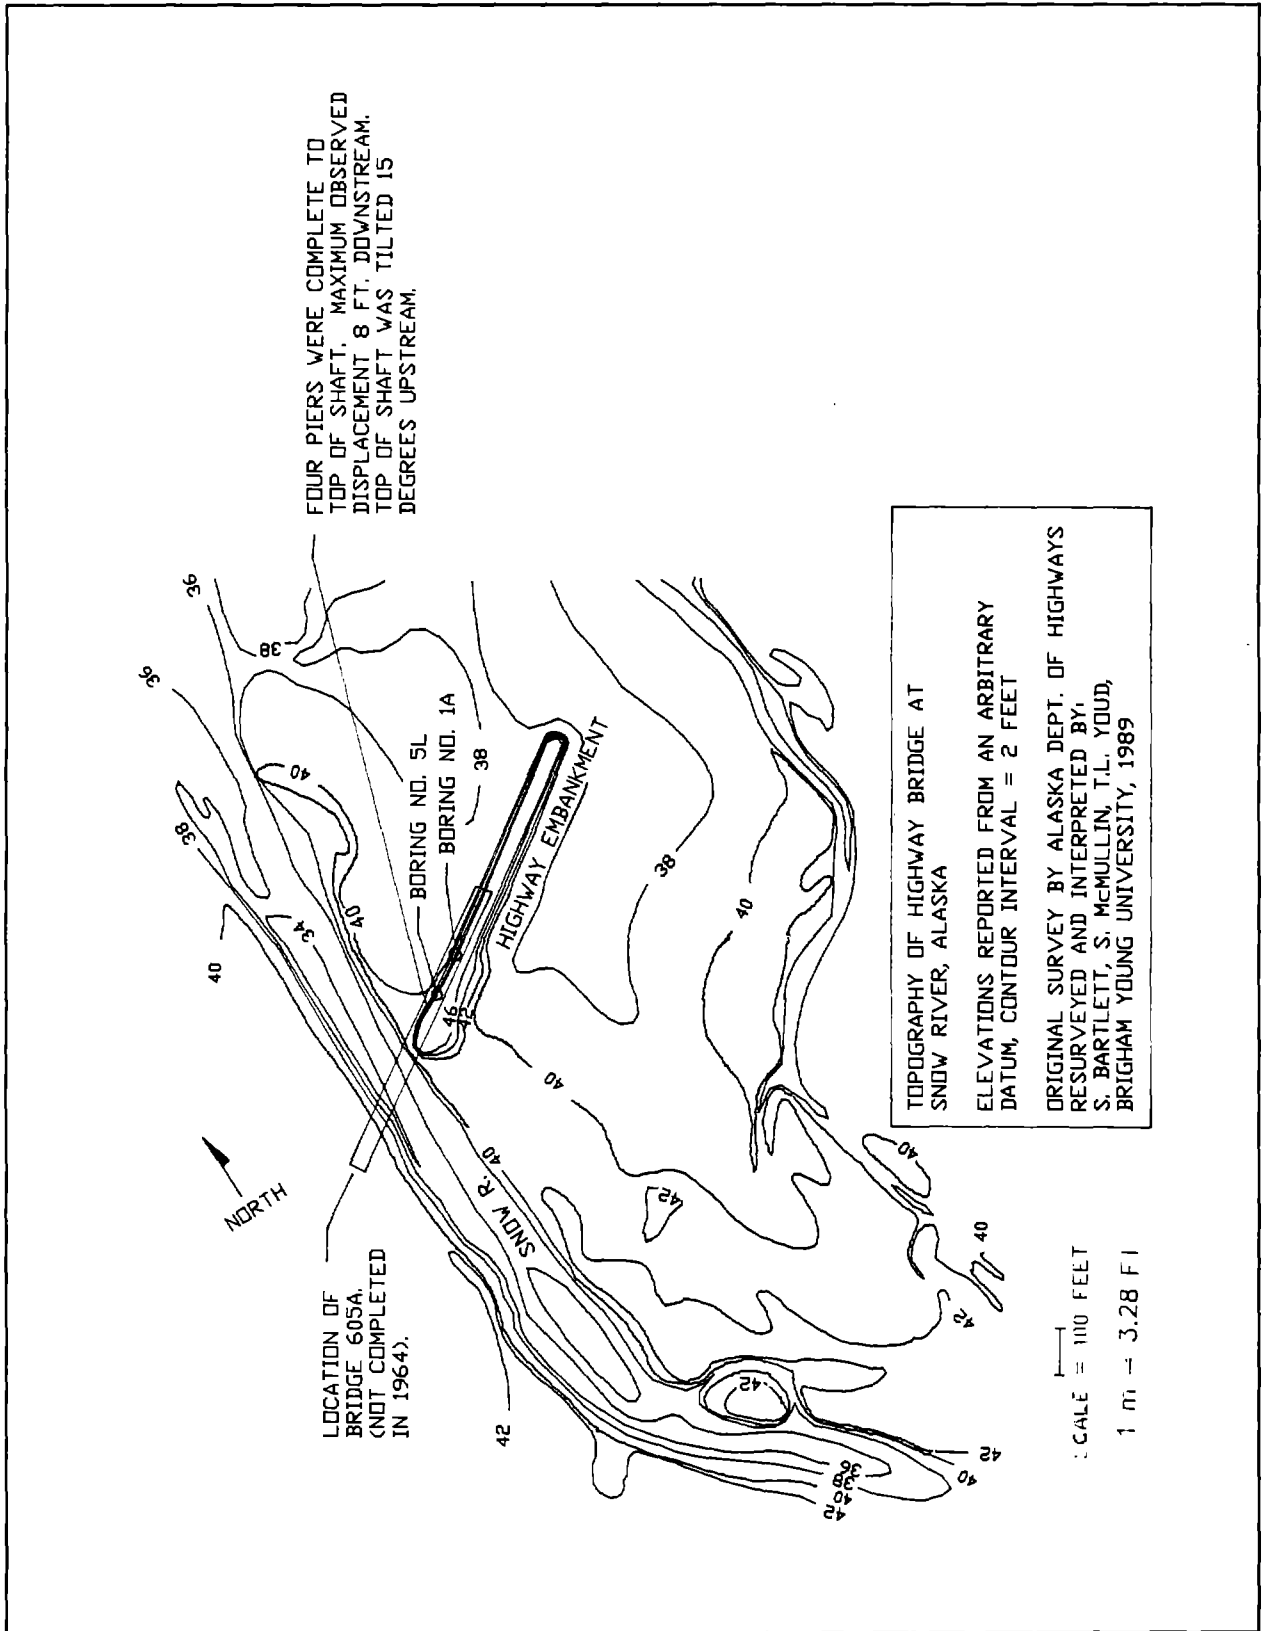 FOUR PIERS WERE COMPLETE TO
TOP OF SHAFT. MAXIMUM OBSERVED
DISPLACEMENT 8 FT. DOWNSTREAM.
TOP OF SHAFT WAS TILTED 15
DEGREES UPSTREAM.
LOCATION OF
BRIDGE 605A.
(NOT COMPLETED
IN 1964).
NORTH
BORING NO. 5L
BORING NO. 1A
HIGHWAY EMBANKMENT
SNOW R.
36
36
38
38
40
40
34
40
38
46
42
38
40
40
40
42
40
40
42
42
42
42
40
38
36
42
40
TOPOGRAPHY OF HIGHWAY BRIDGE AT
SNOW RIVER, ALASKA
ELEVATIONS REPORTED FROM AN ARBITRARY
DATUM, CONTOUR INTERVAL = 2 FEET
ORIGINAL SURVEY BY ALASKA DEPT. OF HIGHWAYS
RESURVEYED AND INTERPRETED BY:
S. BARTLETT, S. McMULLIN, T.L. YOUD,
BRIGHAM YOUNG UNIVERSITY, 1989
CALE = 100 FEET
1 m = 3.28 FT